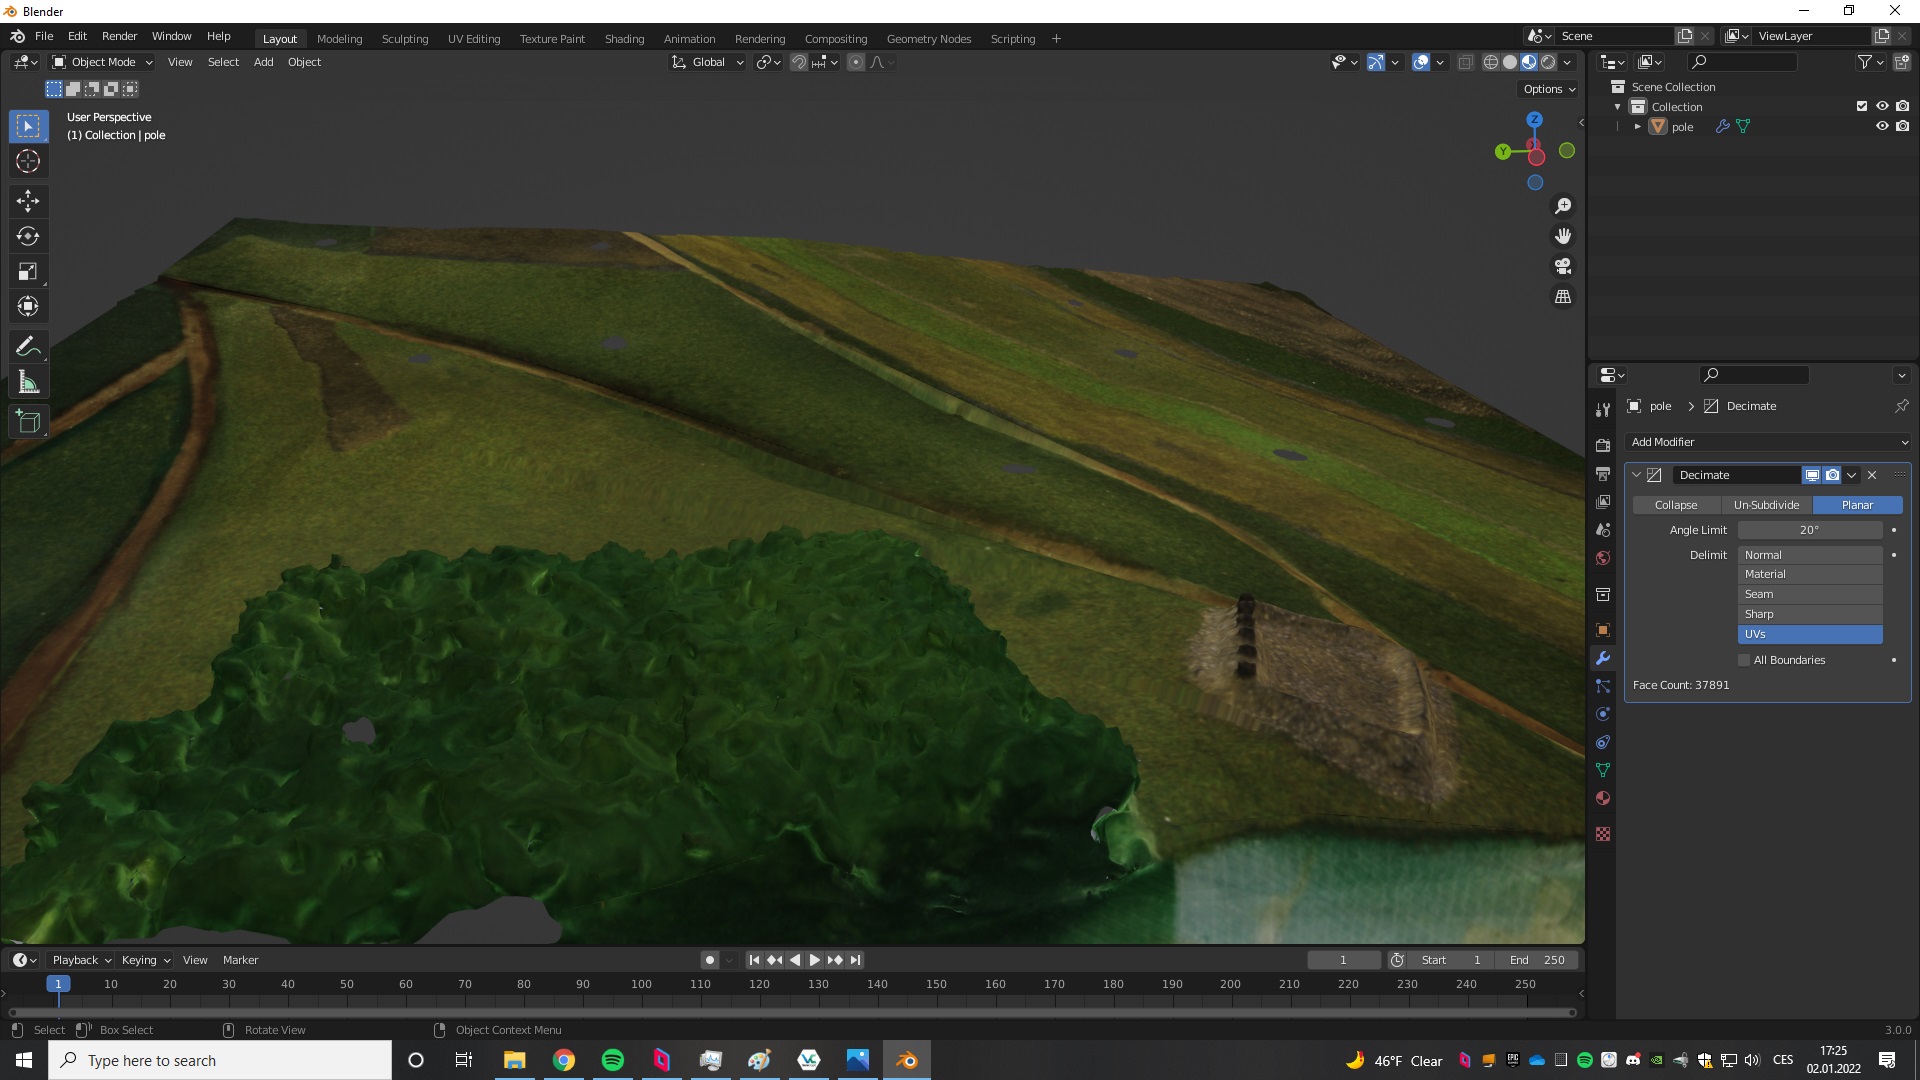 Blender
File Edit Render Window Help
Layout Modeling Sculpting UV Editing Texture Paint Shading Animation Rendering Compositing Geometry Nodes Scripting +
Scene
ViewLayer
Object Mode View Select Add Object
Global
Options
User Perspective
(1) Collection | pole
Z
Y
Scene Collection
Collection
pole
pole > Decimate
Add Modifier
Decimate
Collapse Un-Subdivide Planar
Angle Limit 20°
Delimit Normal
Material
Seam
Sharp
UVs
All Boundaries
Face Count: 37891
Playback Keying View Marker
1 Start 1 End 250
1 10 20 30 40 50 60 70 80 90 100 110 120 130 140 150 160 170 180 190 200 210 220 230 240 250
Select Box Select Rotate View Object Context Menu
3.0.0
Type here to search
46°F Clear
CES
17:25
02.01.2022